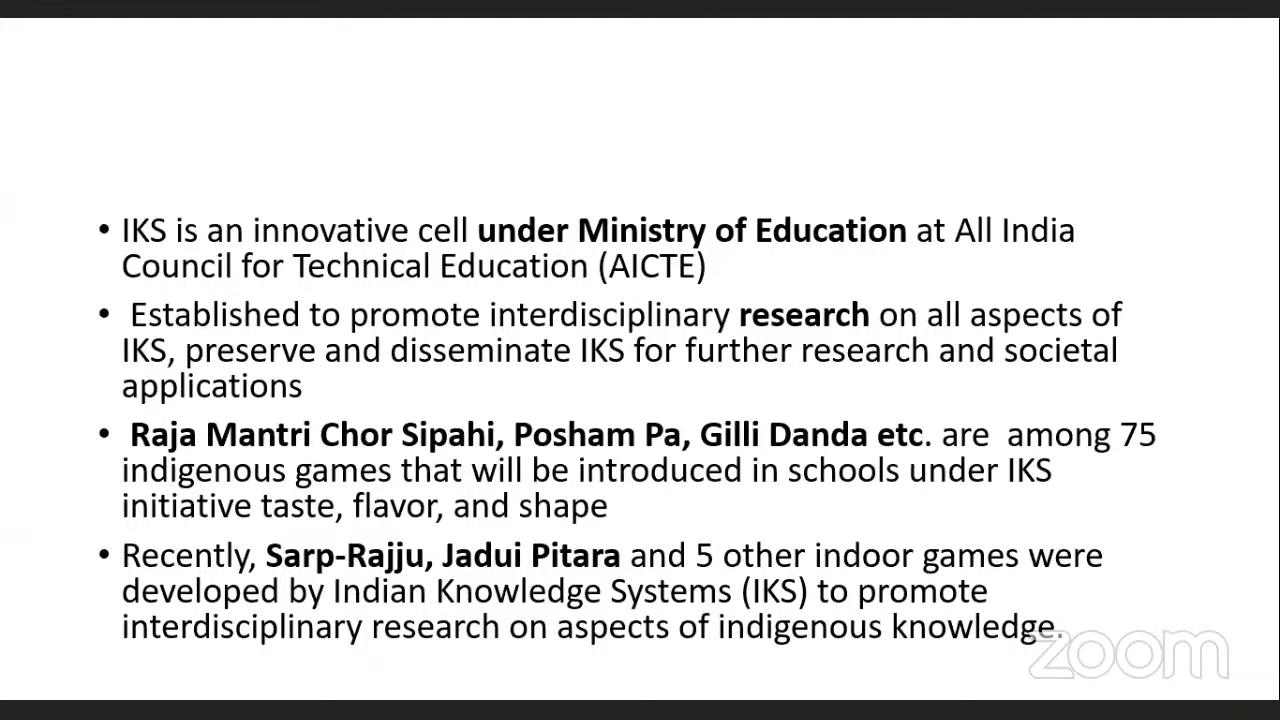 • IKS is an innovative cell under Ministry of Education at All India
Council for Technical Education (AICTE)
• Established to promote interdisciplinary research on all aspects of
IKS, preserve and disseminate IKS for further research and societal
applications
• Raja Mantri Chor Sipahi, Posham Pa, Gilli Danda etc. are among 75
indigenous games that will be introduced in schools under IKS
initiative taste, flavor, and shape
• Recently, Sarp-Rajju, Jadui Pitara and 5 other indoor games were
developed by Indian Knowledge Systems (IKS) to promote
interdisciplinary research on aspects of indigenous knowledge.
zoom